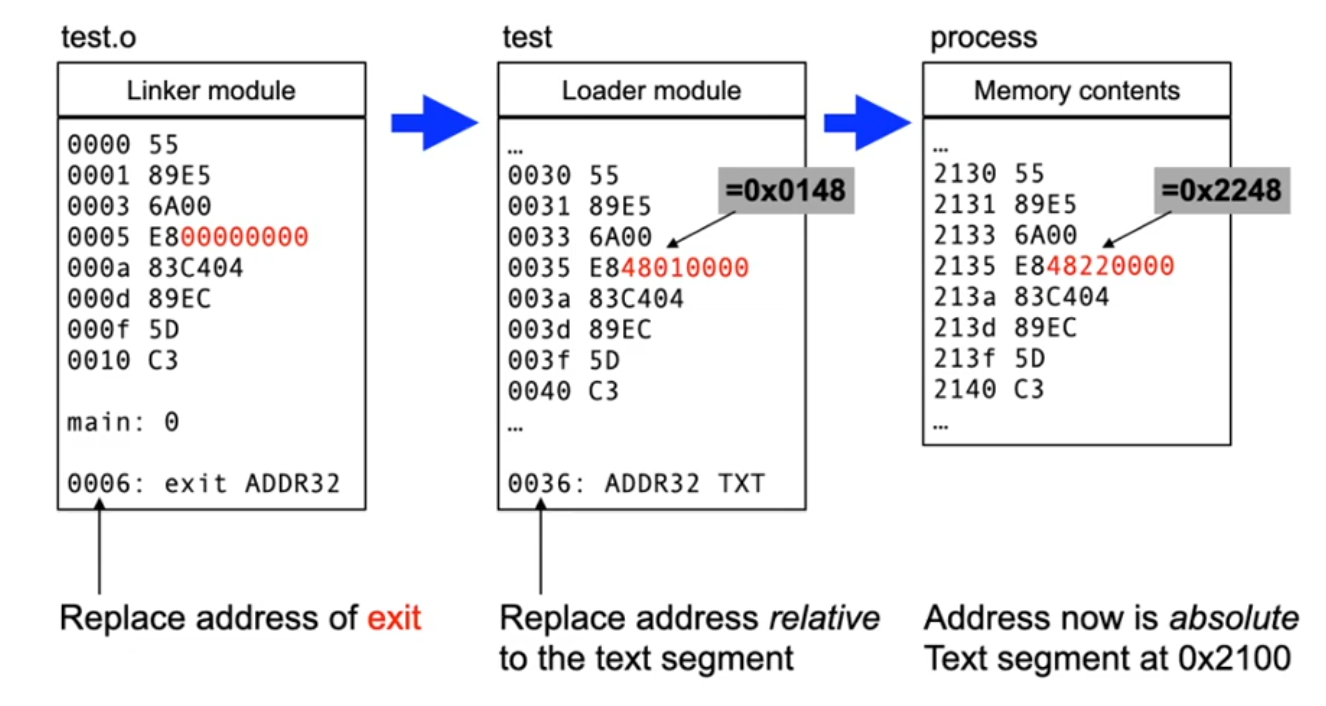 test.o
Linker module
0000 55
0001 89E5
0003 6A00
0005 E800000000
000a 83C404
000d 89EC
000f 5D
0010 C3
main: 0
0006: exit ADDR32
Replace address of exit
test
Loader module
…
0030 55
0031 89E5
0033 6A00
0035 E848010000
003a 83C404
003d 89EC
003f 5D
0040 C3
…
0036: ADDR32 TXT
=0x0148
Replace address relative
to the text segment
process
Memory contents
…
2130 55
2131 89E5
2133 6A00
2135 E848220000
213a 83C404
213d 89EC
213f 5D
2140 C3
…
=0x2248
Address now is absolute
Text segment at 0x2100